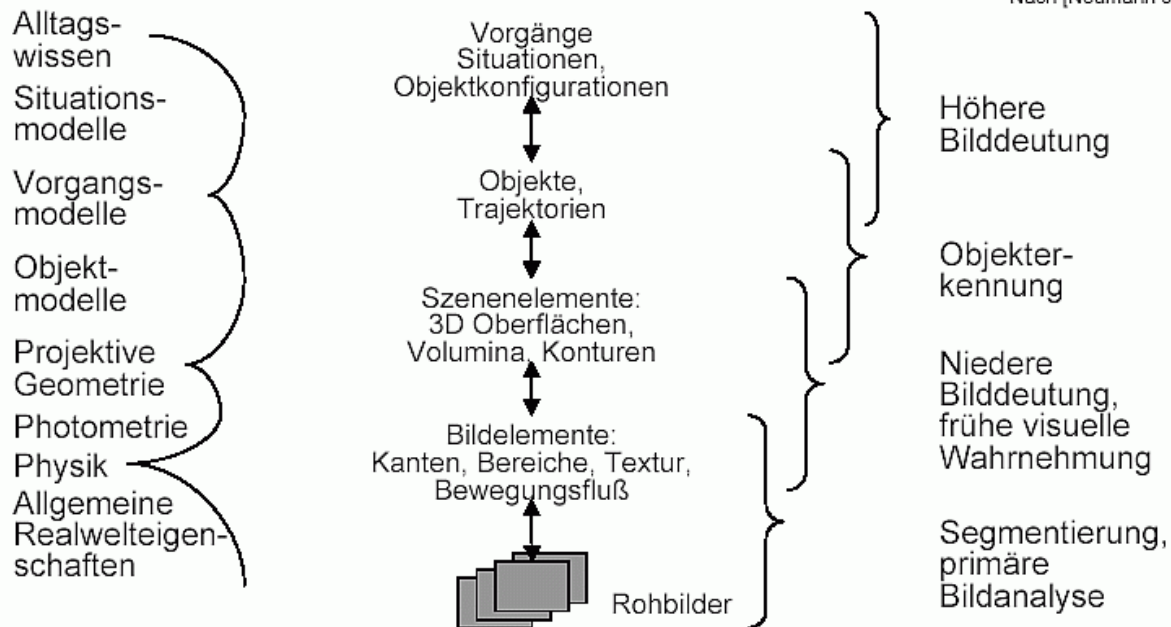 Nach [Neumann
Alltags-
wissen
Situations-
modelle
Vorgangs-
modelle
Objekt-
modelle
Projektive
Geometrie
Photometrie
Physik
Allgemeine
Realwelteigen-
schaften
Vorgänge
Situationen,
Objektkonfigurationen
Objekte,
Trajektorien
Szenenelemente:
3D Oberflächen,
Volumina, Konturen
Bildelemente:
Kanten, Bereiche, Textur,
Bewegungsfluß
Rohbilder
Höhere
Bilddeutung
Objekter-
kennung
Niedere
Bilddeutung,
frühe visuelle
Wahrnehmung
Segmentierung,
primäre
Bildanalyse